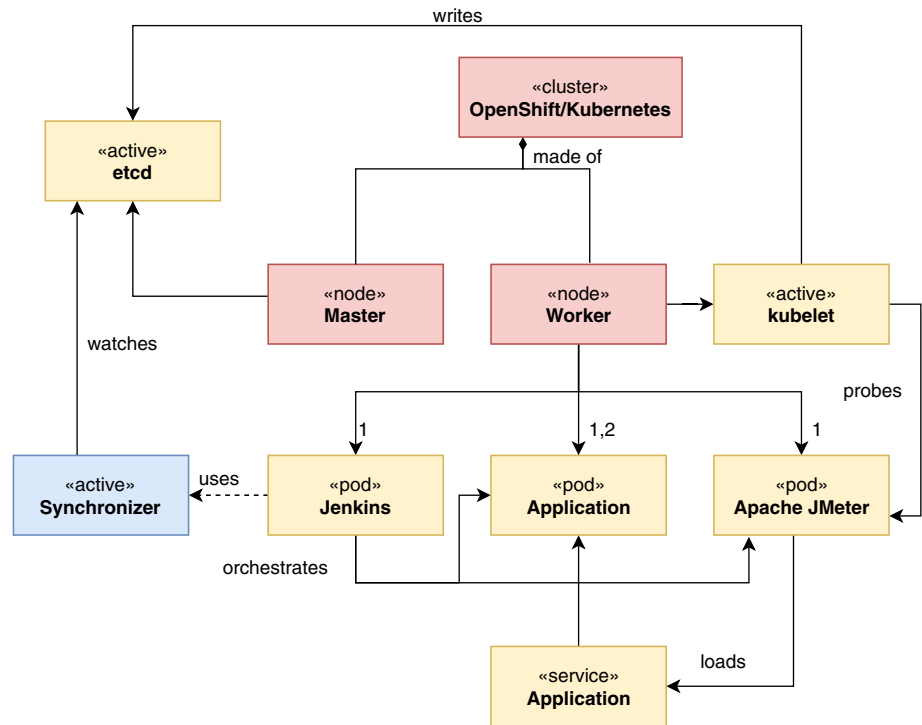 writes
«cluster»
OpenShift/Kubernetes
«active»
etcd
made of
«node»
Master
«node»
Worker
«active»
kubelet
watches
probes
1
1,2
1
«active»
Synchronizer
uses
«pod»
Jenkins
«pod»
Application
«pod»
Apache JMeter
orchestrates
«service»
Application
loads